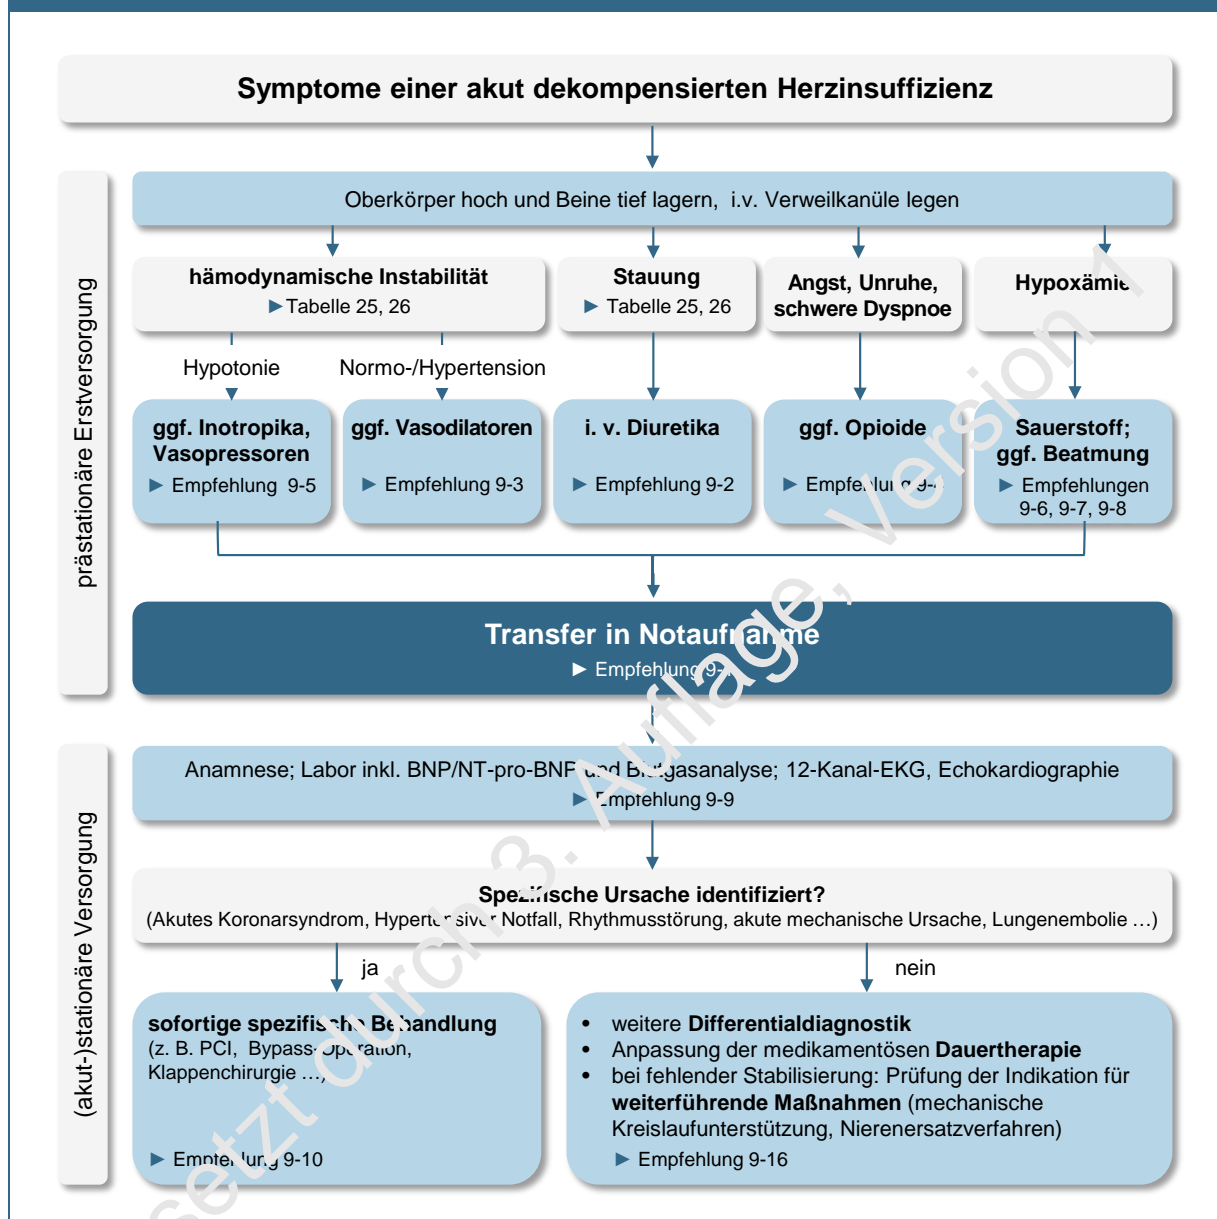 Symptome einer akut dekompensierten Herzinsuffizienz
prästationäre Erstversorgung
Oberkörper hoch und Beine tief lagern, i.v. Verweilkanüle legen
hämodynamische Instabilität
► Tabelle 25, 26
Stauung
► Tabelle 25, 26
Angst, Unruhe,
schwere Dyspnoe
Hypoxämie
Hypotonie
Normo-/Hypertension
ggf. Inotropika,
Vasopressoren
► Empfehlung 9-5
ggf. Vasodilatoren
► Empfehlung 9-3
i. v. Diuretika
► Empfehlung 9-2
ggf. Opioide
► Empfehlung
Sauerstoff;
ggf. Beatmung
► Empfehlungen
9-6, 9-7, 9-8
Transfer in Notaufnahme
► Empfehlung
(akut-)stationäre Versorgung
Anamnese; Labor inkl. BNP/NT-pro-BNP und Blutgasanalyse; 12-Kanal-EKG, Echokardiographie
► Empfehlung 9-9
Spezifische Ursache identifiziert?
(Akutes Koronarsyndrom, Hypertensiver Notfall, Rhythmusstörung, akute mechanische Ursache, Lungenembolie …)
ja
nein
sofortige spezifische Behandlung
(z. B. PCI, Bypass-Operation,
Klappenchirurgie …)
► Empfehlung 9-10
• weitere Differentialdiagnostik
• Anpassung der medikamentösen Dauertherapie
• bei fehlender Stabilisierung: Prüfung der Indikation für
weiterführende Maßnahmen (mechanische
Kreislaufunterstützung, Nierenersatzverfahren)
► Empfehlung 9-16
setzt durch 3. Auflage, Version 1